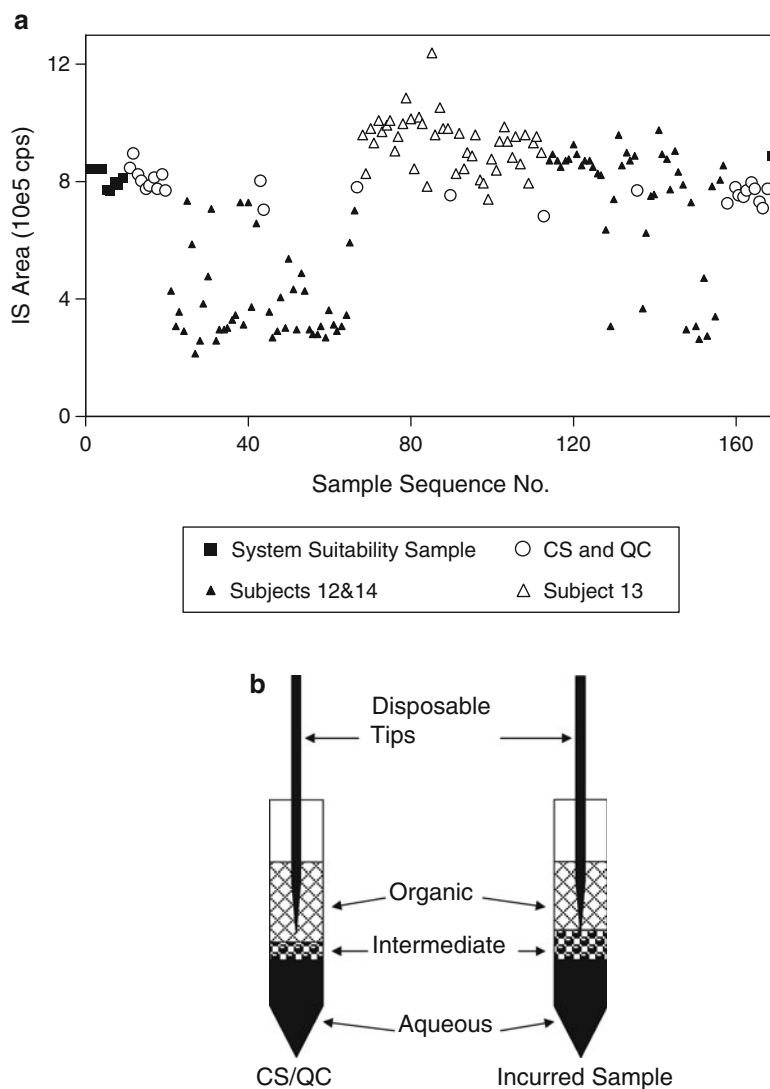 a
12
8
4
0
IS Area (10e5 cps)
0 40 80 120 160
Sample Sequence No.
System Suitability Sample CS and QC
Subjects 12&14 Subject 13
b
Disposable
Tips
Organic
Intermediate
Aqueous
CS/QC Incurred Sample